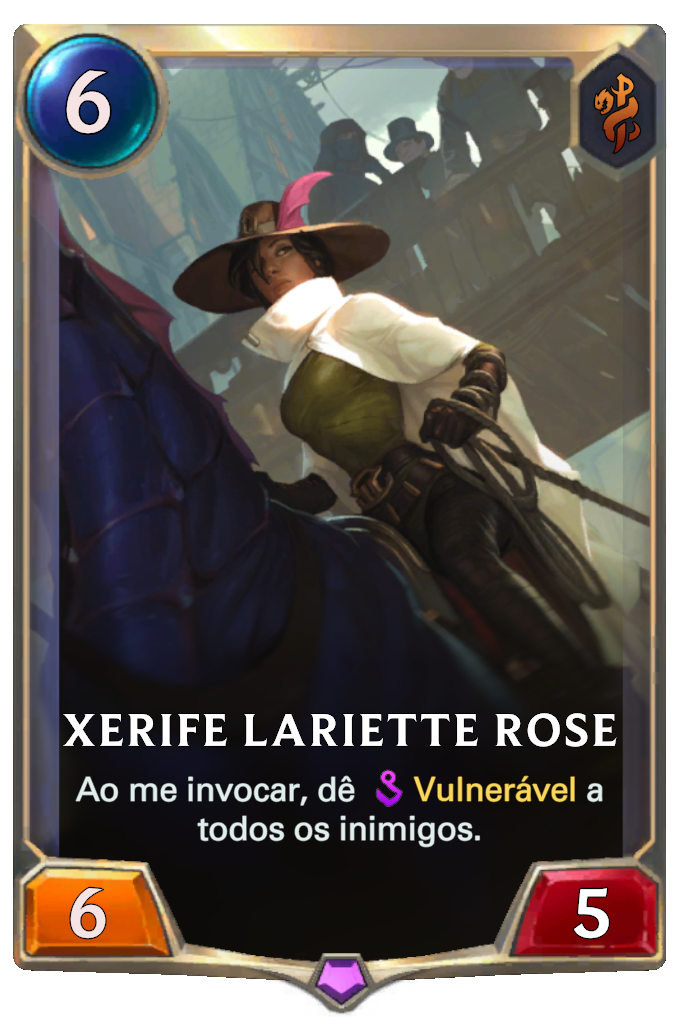 6
XERIFE LARIETTE ROSE
Ao me invocar, dê Vulnerável a
todos os inimigos.
6
5